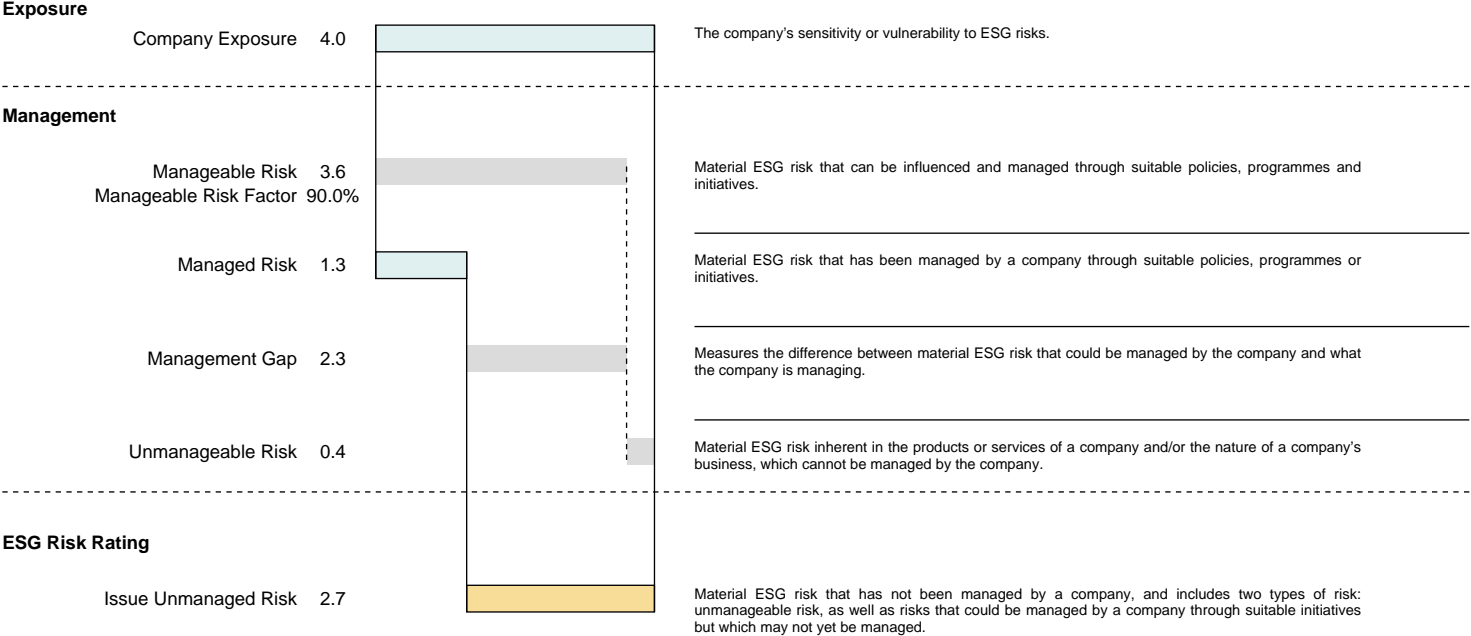 Exposure
Company Exposure 4.0
The company’s sensitivity or vulnerability to ESG risks.
Management
Manageable Risk 3.6
Manageable Risk Factor 90.0%
Material ESG risk that can be influenced and managed through suitable policies, programmes and
initiatives.
Managed Risk 1.3
Material ESG risk that has been managed by a company through suitable policies, programmes or
initiatives.
Management Gap 2.3
Measures the difference between material ESG risk that could be managed by the company and what
the company is managing.
Unmanageable Risk 0.4
Material ESG risk inherent in the products or services of a company and/or the nature of a company’s
business, which cannot be managed by the company.
ESG Risk Rating
Issue Unmanaged Risk 2.7
Material ESG risk that has not been managed by a company, and includes two types of risk:
unmanageable risk, as well as risks that could be managed by a company through suitable initiatives
but which may not yet be managed.